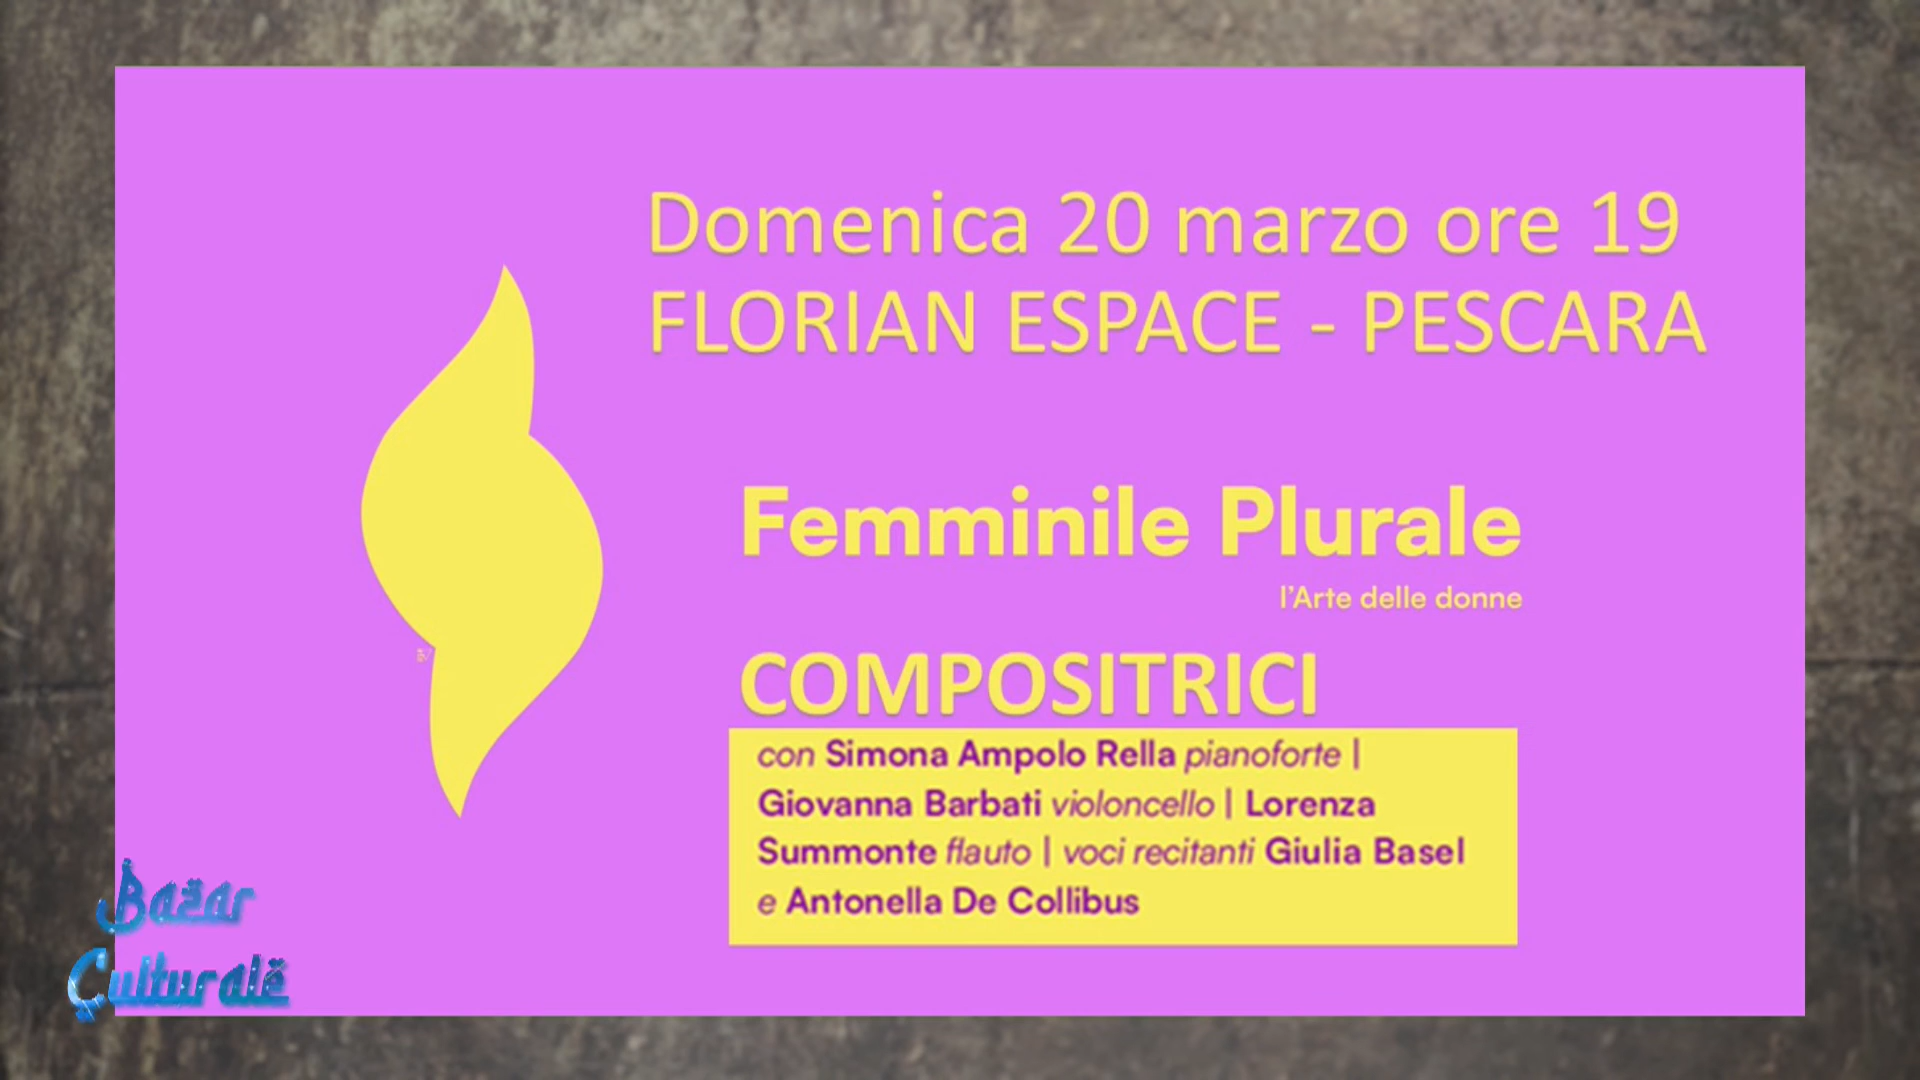 Domenica 20 marzo ore 19
FLORIAN ESPACE - PESCARA
Femminile Plurale
l'Arte delle donne
COMPOSITRICI
con Simona Ampolo Rella pianoforte |
Giovanna Barbati violoncello | Lorenza
Summonte flauto | voci recitanti Giulia Basel
e Antonella De Collibus
Bazar
Culturale